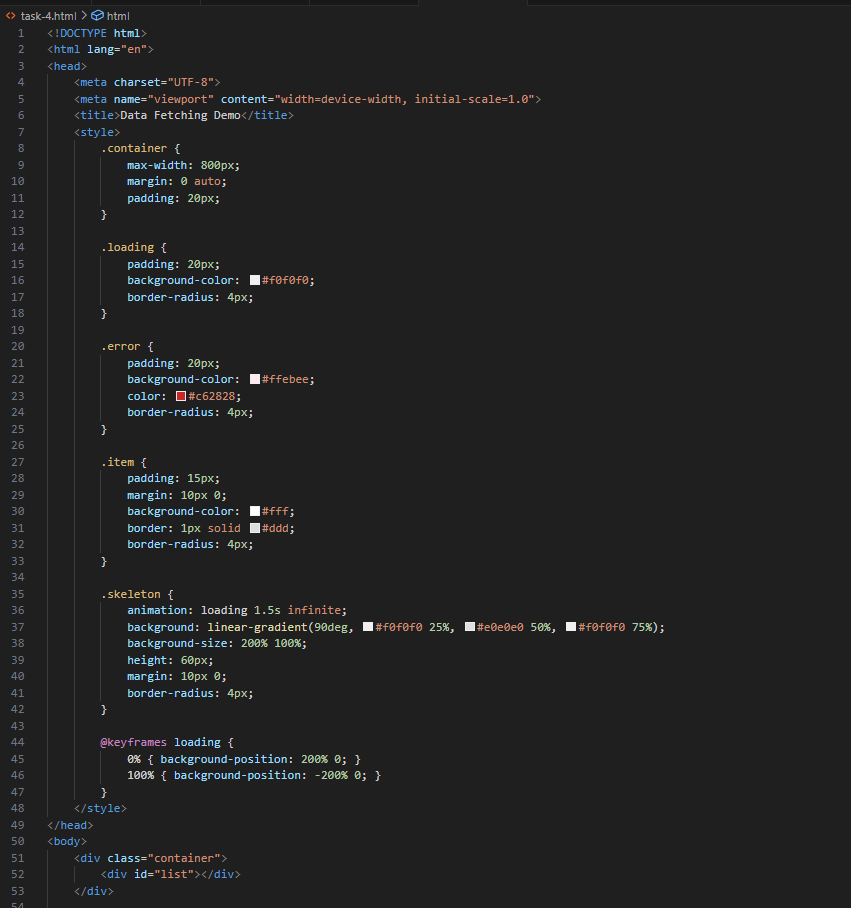 task-4.html > html
1 <!DOCTYPE html>
2 <html lang="en">
3 <head>
4     <meta charset="UTF-8">
5     <meta name="viewport" content="width=device-width, initial-scale=1.0">
6     <title>Data Fetching Demo</title>
7     <style>
8         .container {
9             max-width: 800px;
10             margin: 0 auto;
11             padding: 20px;
12         }
13
14         .loading {
15             padding: 20px;
16             background-color: #f0f0f0;
17             border-radius: 4px;
18         }
19
20         .error {
21             padding: 20px;
22             background-color: #ffebee;
23             color: #c62828;
24             border-radius: 4px;
25         }
26
27         .item {
28             padding: 15px;
29             margin: 10px 0;
30             background-color: #fff;
31             border: 1px solid #ddd;
32             border-radius: 4px;
33         }
34
35         .skeleton {
36             animation: loading 1.5s infinite;
37             background: linear-gradient(90deg, #f0f0f0 25%, #e0e0e0 50%, #f0f0f0 75%);
38             background-size: 200% 100%;
39             height: 60px;
40             margin: 10px 0;
41             border-radius: 4px;
42         }
43
44         @keyframes loading {
45             0% { background-position: 200% 0; }
46             100% { background-position: -200% 0; }
47         }
48     </style>
49 </head>
50 <body>
51     <div class="container">
52         <div id="list"></div>
53     </div>
54